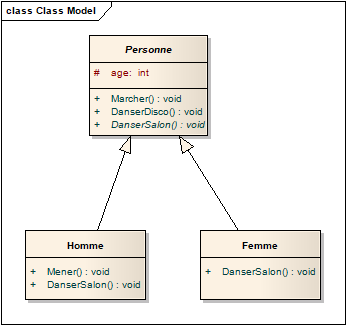 class Class Model
Personne
# age: int
+ Marcher() : void
+ DanserDisco() : void
+ DanserSalon() : void
Homme
+ Mener() : void
+ DanserSalon() : void
Femme
+ DanserSalon() : void